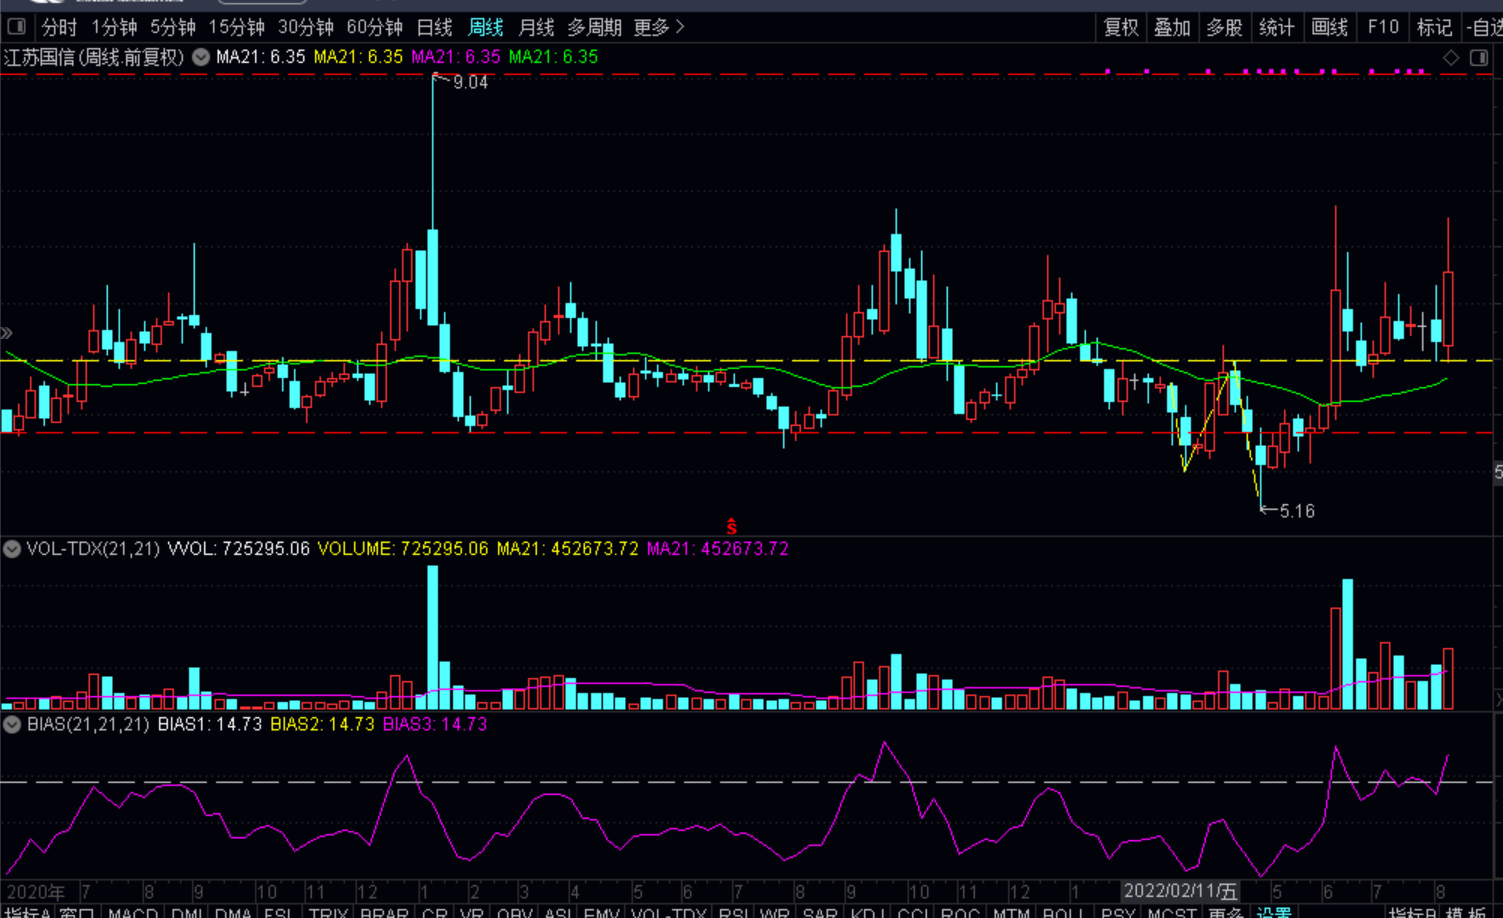 分时 1分钟 5分钟 15分钟 30分钟 60分钟 日线 周线 月线 多周期 更多 > 复权 叠加 多股 统计 画线 F10 标记 -自选
江苏国信(周线.前复权) MA21: 6.35 MA21: 6.35 MA21: 6.35 MA21: 6.35
9.04
5
5.16
S
VOL-TDX(21,21) VVOL: 725295.06 VOLUME: 725295.06 MA21: 452673.72 MA21: 452673.72
BIAS(21,21,21) BIAS1: 14.73 BIAS2: 14.73 BIAS3: 14.73
2020年 7 8 9 10 11 12 1 2 3 4 5 6 7 8 9 10 11 12 1 2022/02/11/五 5 6 7 8
指标A 窗口 MACD DMI DMA FSL TRIX BRAR CR VR OBV ASI EMV VOL-TDX RSI WR SAR KDJ CCI ROC MTM BOLL PSY MCST 更多 设置 指标B 模板